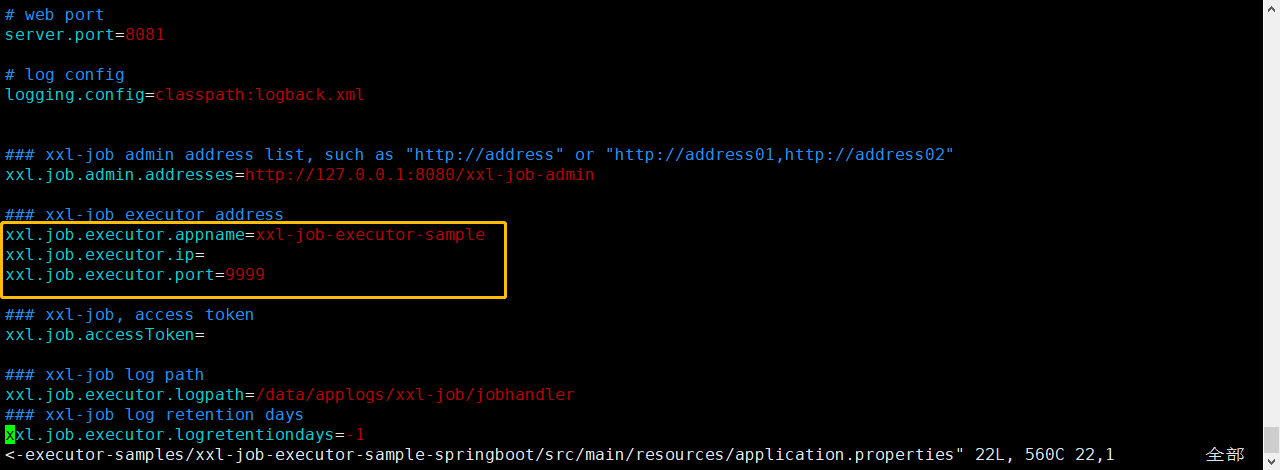 # web port
server.port=8081
# log config
logging.config=classpath:logback.xml
### xxl-job admin address list, such as "http://address" or "http://address01,http://address02"
xxl.job.admin.addresses=http://127.0.0.1:8080/xxl-job-admin
### xxl-job executor address
xxl.job.executor.appname=xxl-job-executor-sample
xxl.job.executor.ip=
xxl.job.executor.port=9999
### xxl-job, access token
xxl.job.accessToken=
### xxl-job log path
xxl.job.executor.logpath=/data/applogs/xxl-job/jobhandler
### xxl-job log retention days
xxl.job.executor.logretentiondays=-1
<-executor-samples/xxl-job-executor-sample-springboot/src/main/resources/application.properties" 22L, 560C 22,1 全部